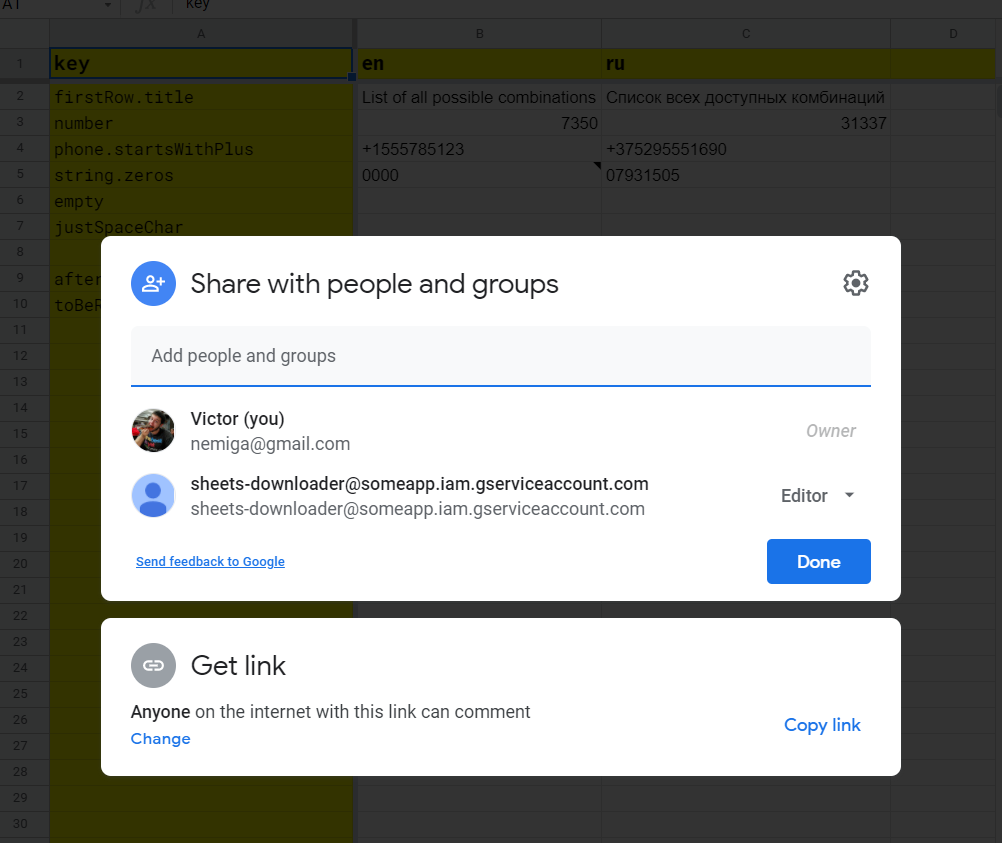 A1 fx key
A B C D
1 key en ru
2 firstRow.title List of all possible combinations Список всех доступных комбинаций
3 number 7350 31337
4 phone.startsWithPlus +1555785123 +375295551690
5 string.zeros 0000 07931505
6 empty
7 justSpaceChar
8
9 after
10
11
12
13
14
15
16
17
18
19
20
21
22
23
24
25
26
27
28
29
30
Share with people and groups
Add people and groups
Victor (you)
nemiga@gmail.com
Owner
sheets-downloader@someapp.iam.gserviceaccount.com
sheets-downloader@someapp.iam.gserviceaccount.com
Editor
Send feedback to Google
Done
Get link
Anyone on the internet with this link can comment
Change
Copy link